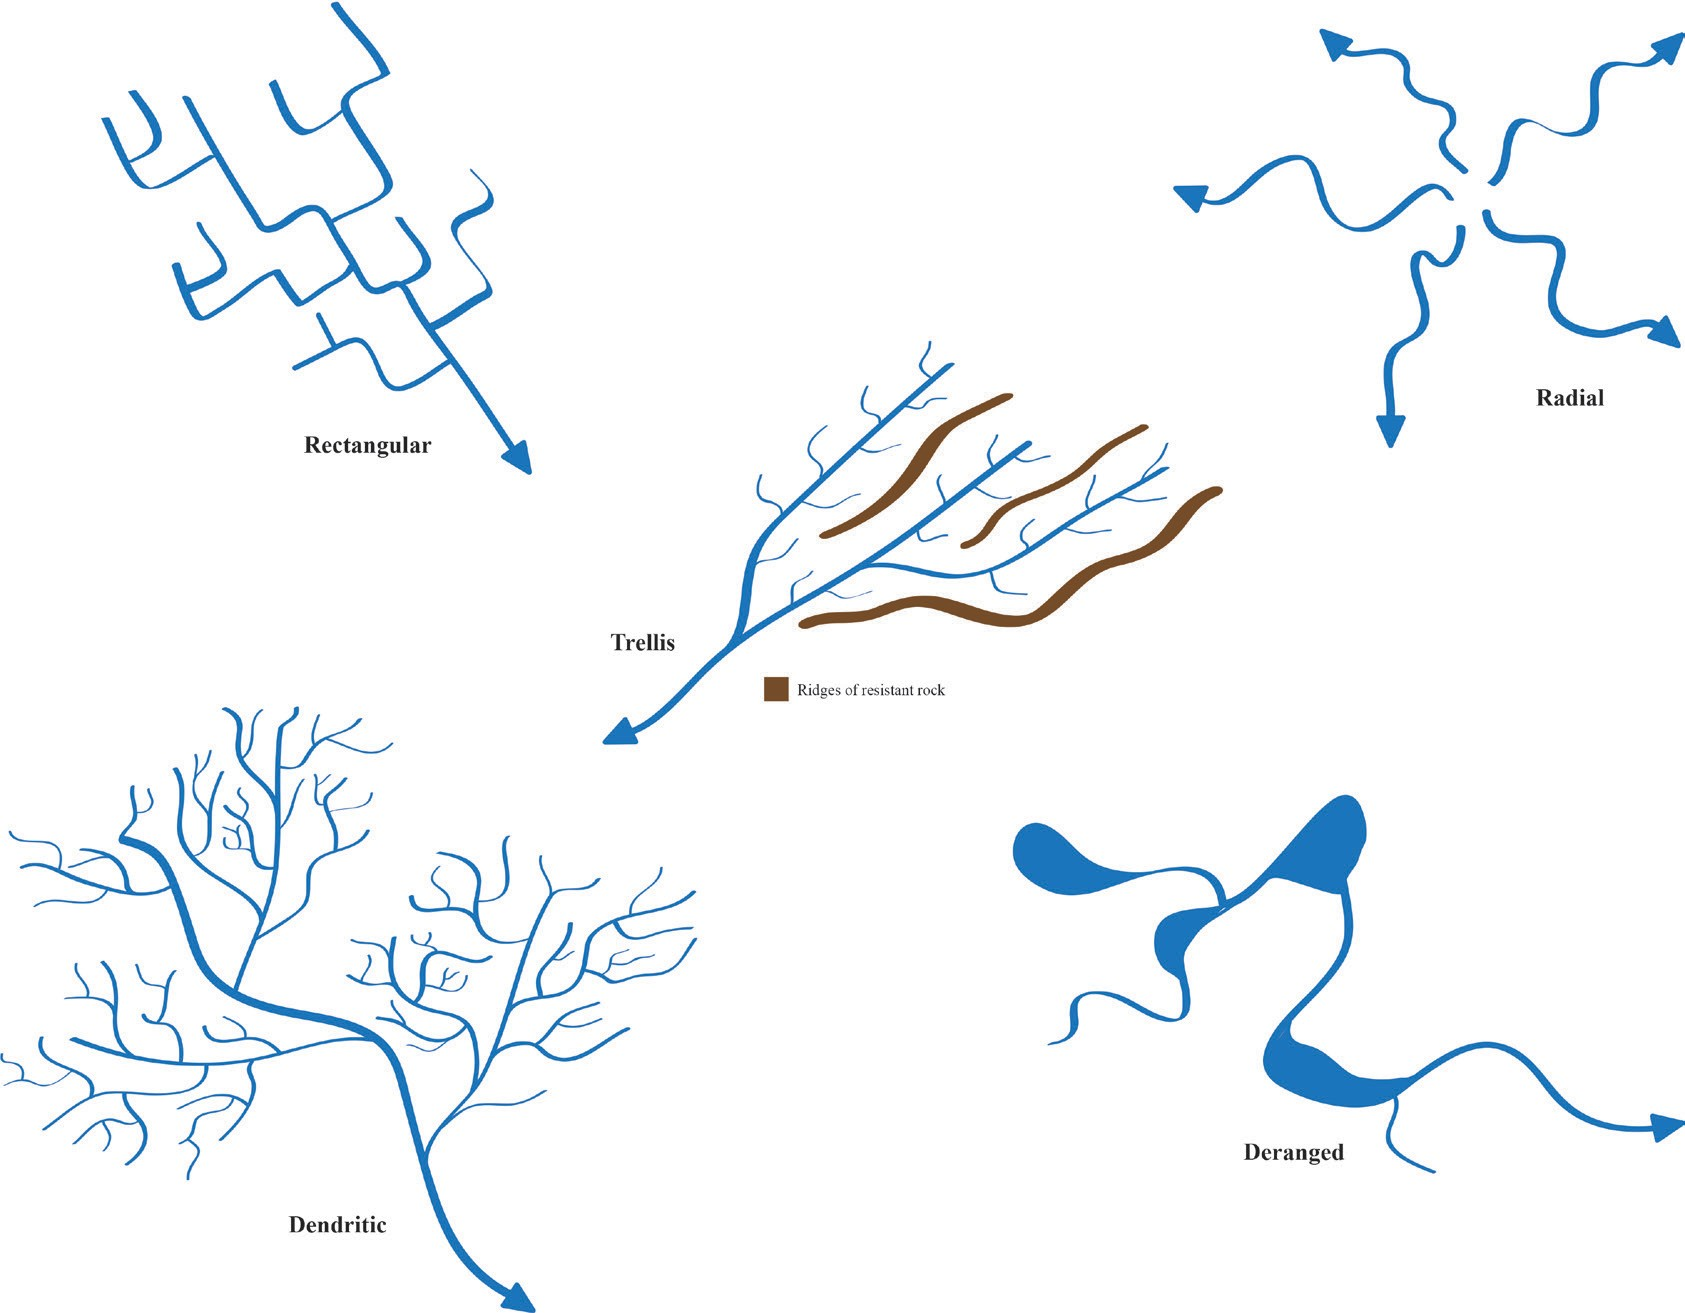 Rectangular
Radial
Trellis
Ridges of resistant rock
Deranged
Dendritic